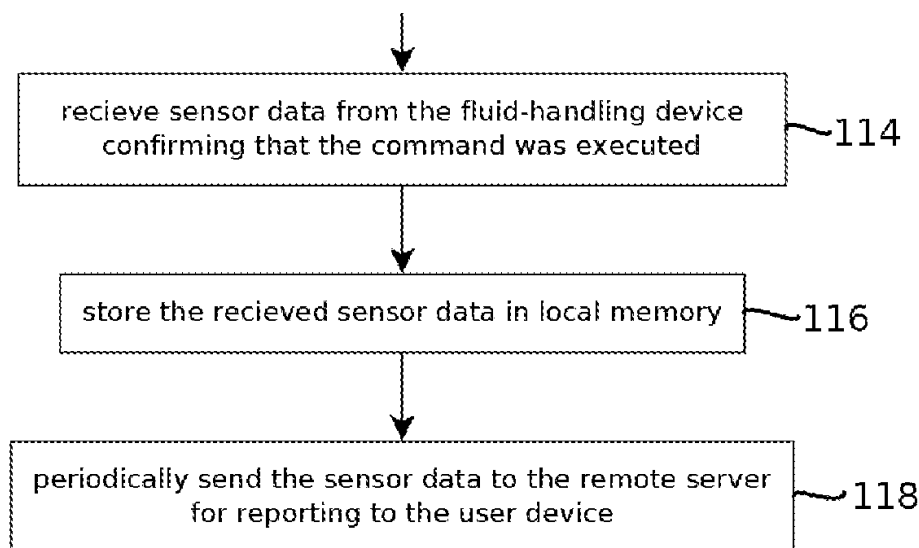 recieve sensor data from the fluid-handling device
confirming that the command was executed
114
store the recieved sensor data in local memory
116
periodically send the sensor data to the remote server
for reporting to the user device
118